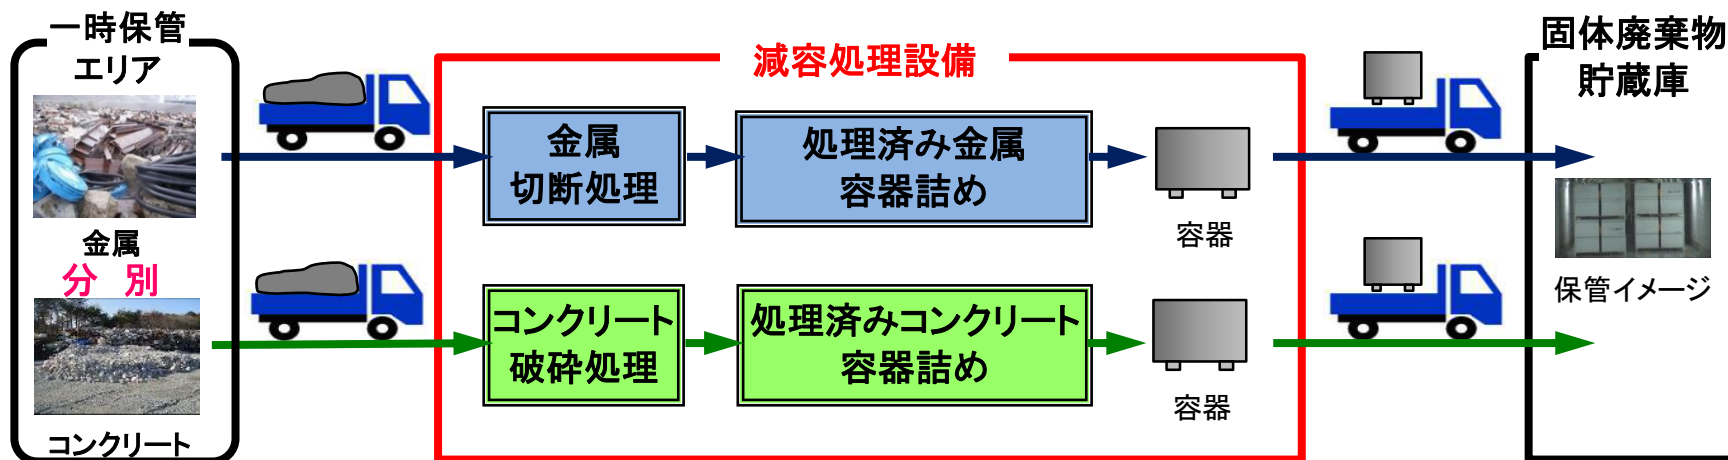 一時保管
エリア
金属
分 別
コンクリート
減容処理設備
金属
切断処理
処理済み金属
容器詰め
容器
コンクリート
破砕処理
処理済みコンクリート
容器詰め
容器
固体廃棄物
貯蔵庫
保管イメージ